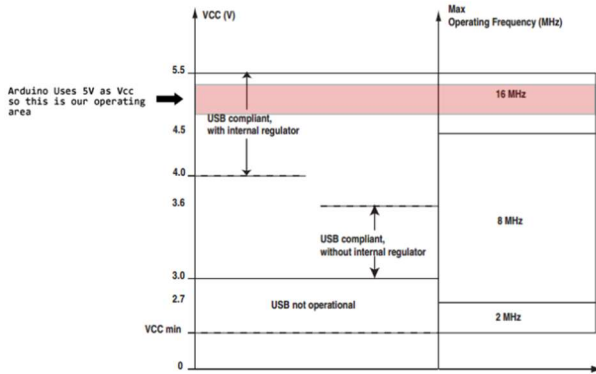 VCC (V)
Max
Operating Frequency (MHz)
5.5
Arduino Uses 5V as Vcc
so this is our operating
area
16 MHz
USB compliant,
with internal regulator
4.5
4.0
3.6
8 MHz
USB compliant,
without internal regulator
3.0
2.7
USB not operational
2 MHz
VCC min
0